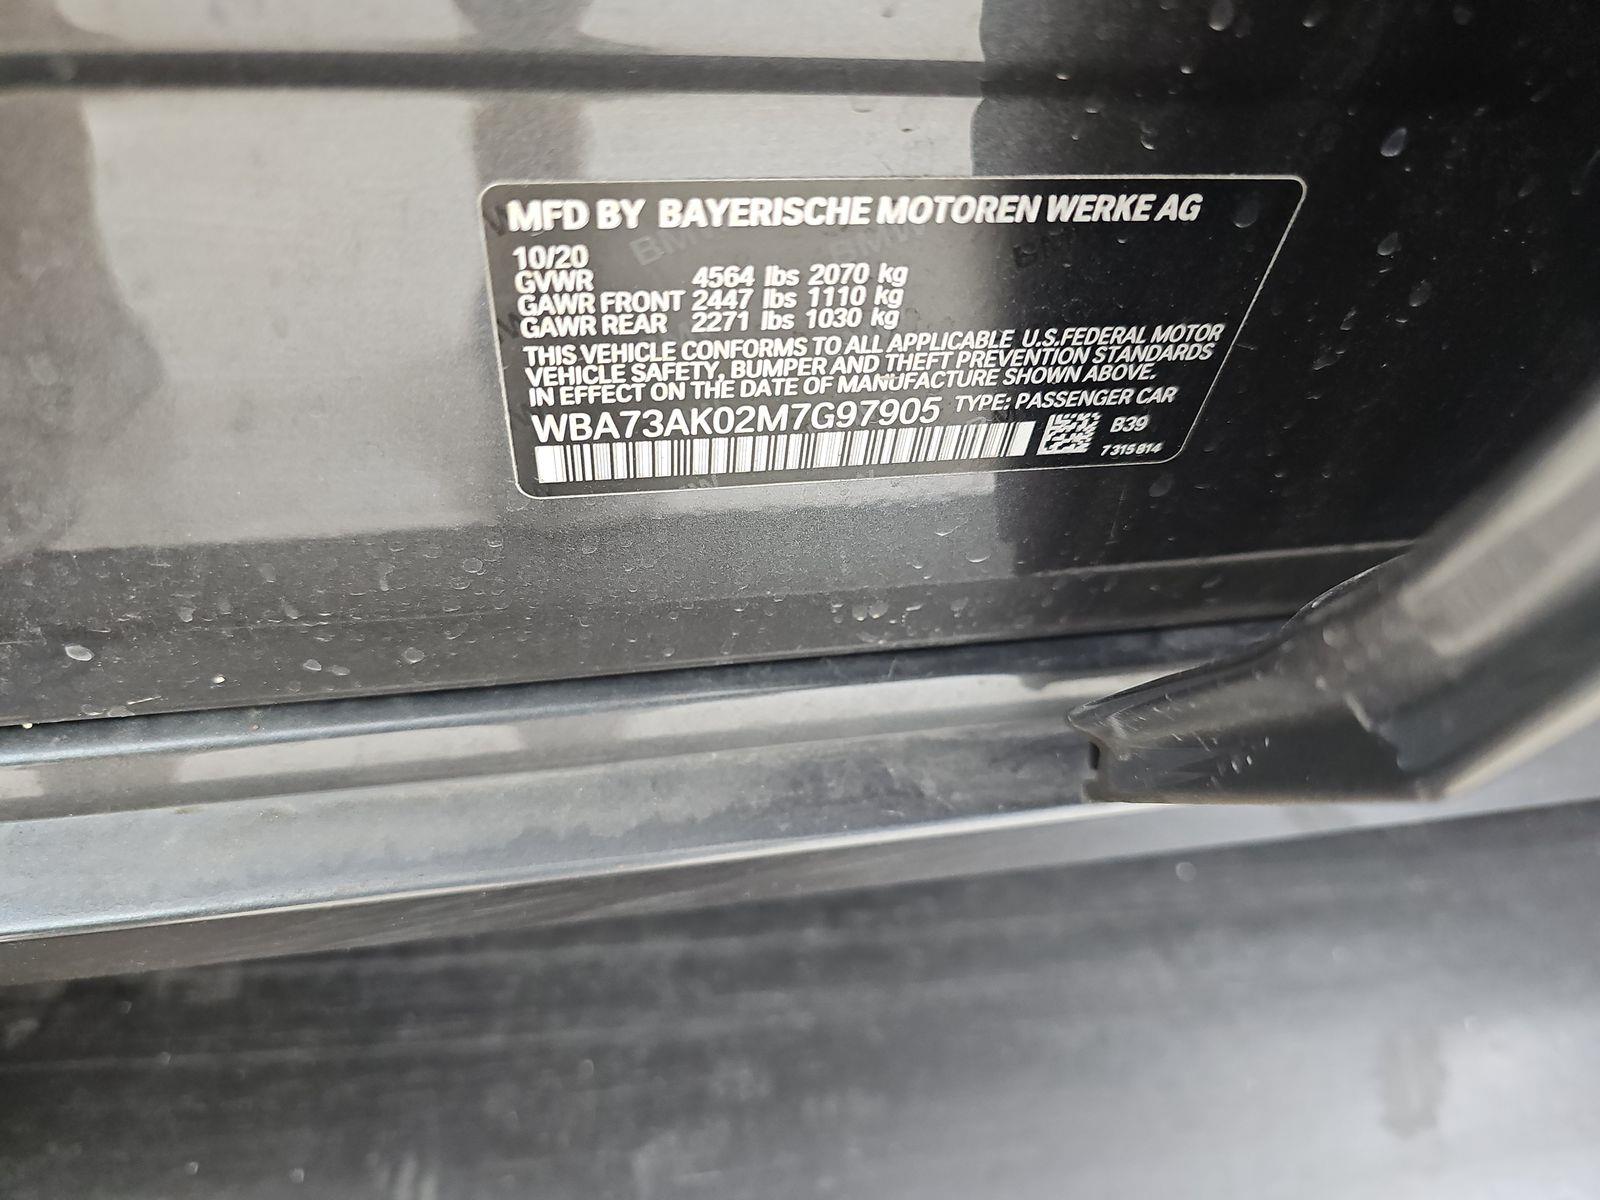 MFD BY BAYERISCHE MOTOREN WERKE AG
10/20
GVWR 4564 lbs 2070 kg
GAWR FRONT 2447 lbs 1110 kg
GAWR REAR 2271 lbs 1030 kg
THIS VEHICLE CONFORMS TO ALL APPLICABLE U.S.FEDERAL MOTOR
VEHICLE SAFETY, BUMPER AND THEFT PREVENTION STANDARDS
IN EFFECT ON THE DATE OF MANUFACTURE SHOWN ABOVE.
WBA73AK02M7G97905 TYPE: PASSENGER CAR
B39
7315814